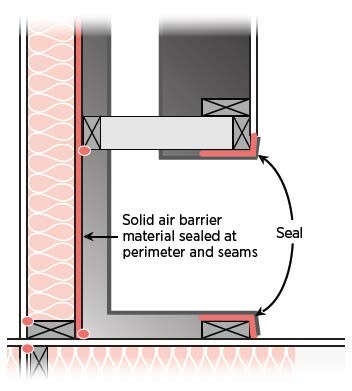 Solid air barrier
material sealed at
perimeter and seams
Seal